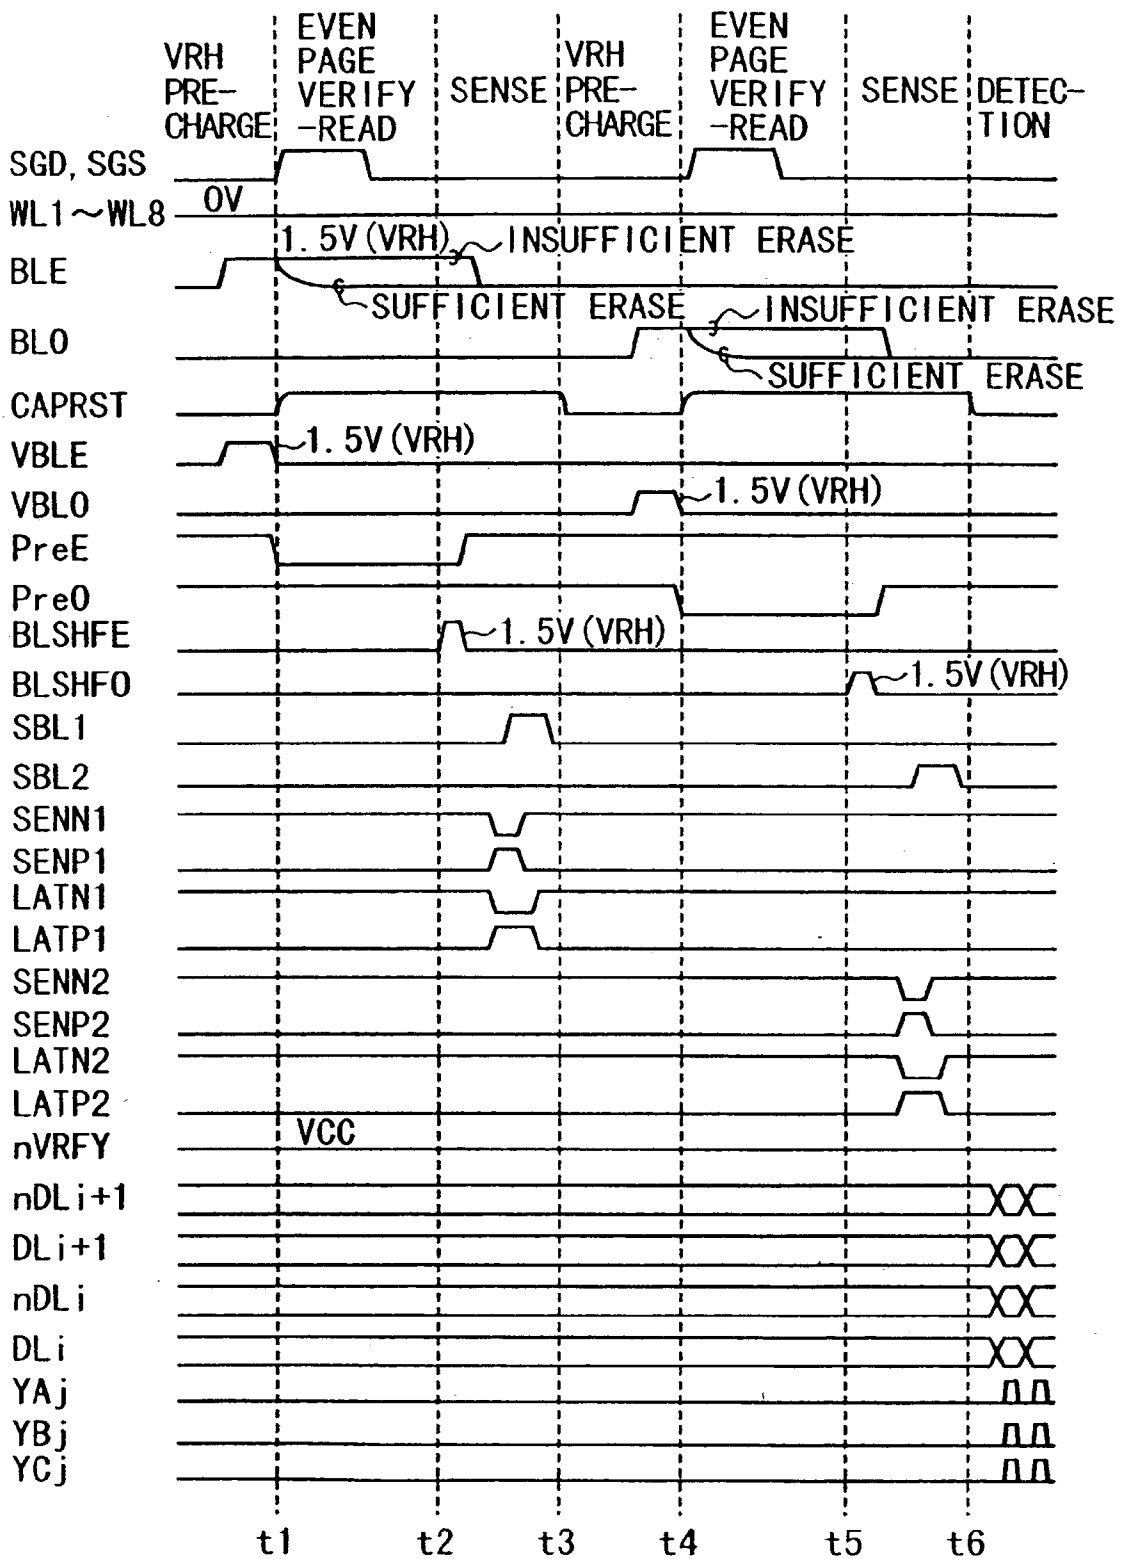 VRH
PRE-
CHARGE
EVEN
PAGE
VERIFY
-READ
SENSE
VRH
PRE-
CHARGE
EVEN
PAGE
VERIFY
-READ
SENSE
DETEC-
TION
SGD, SGS
WL1~WL8
0V
BLE
1.5V(VRH)
INSUFFICIENT ERASE
SUFFICIENT ERASE
BLO
INSUFFICIENT ERASE
SUFFICIENT ERASE
CAPRST
VBLE
1.5V(VRH)
VBLO
1.5V(VRH)
PreE
PreO
BLSHFE
1.5V(VRH)
BLSHFO
1.5V(VRH)
SBL1
SBL2
SENN1
SENP1
LATN1
LATP1
SENN2
SENP2
LATN2
LATP2
nVRFY
VCC
nDLi+1
DLi+1
nDLi
DLi
YAj
YBj
YCj
t1 t2 t3 t4 t5 t6